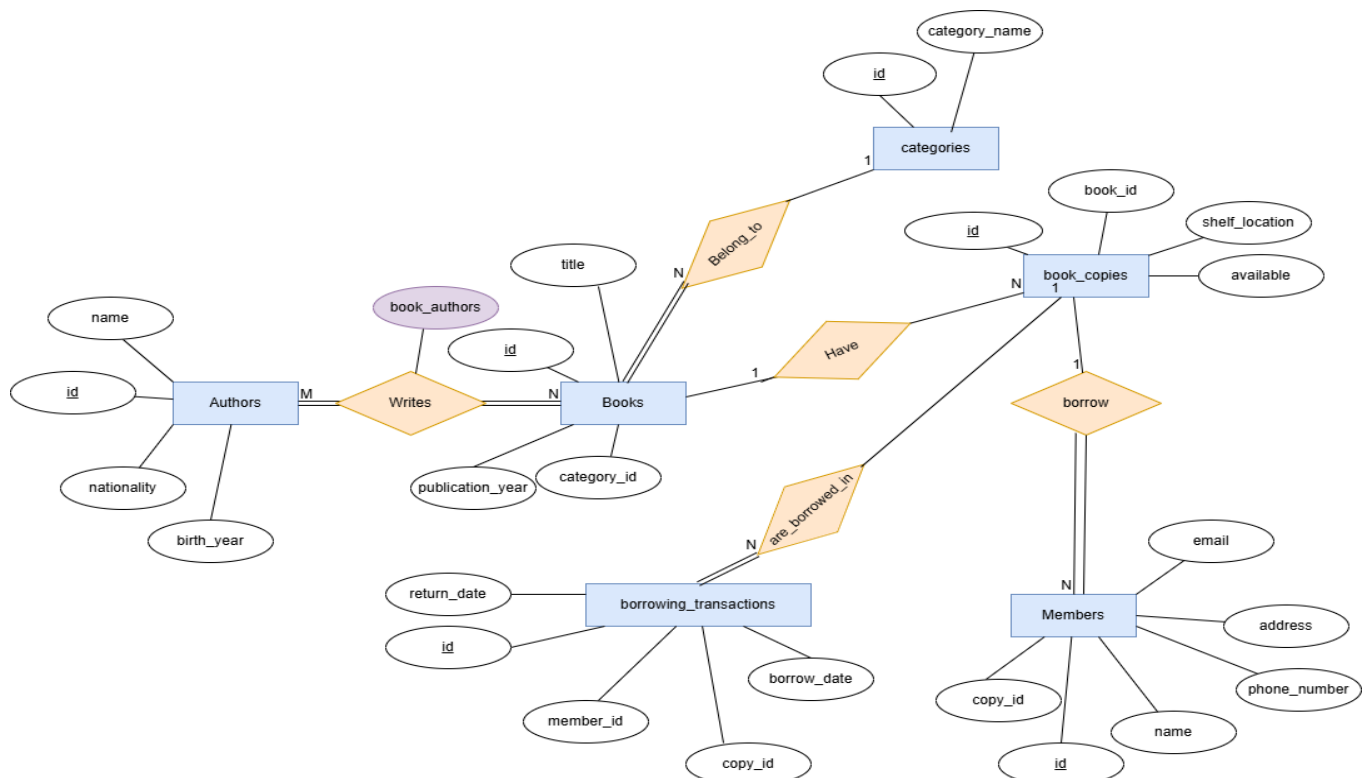 category_name
id
categories
1
book_id
shelf_location
id
title
Belong_to
N
book_copies
available
book_authors
N
1
name
id
Have
1
1
id
Authors
M
Writes
N
Books
borrow
nationality
publication_year
category_id
are_borrowed_in
birth_year
N
email
return_date
borrowing_transactions
N
Members
address
id
borrow_date
phone_number
copy_id
member_id
name
copy_id
id